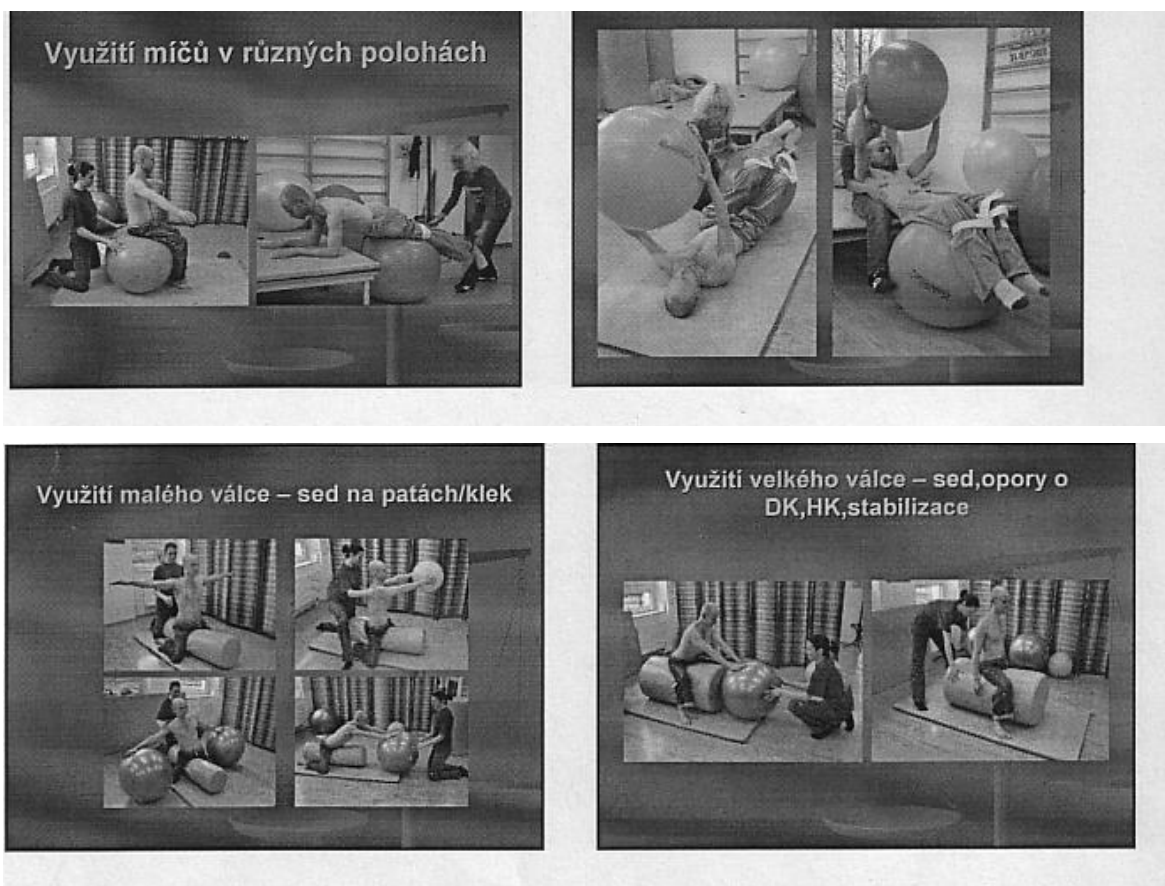 Využití míčů v různých polohách
Využití malého válce – sed na patách/klek
Využití velkého válce – sed,opory o
DK,HK,stabilizace